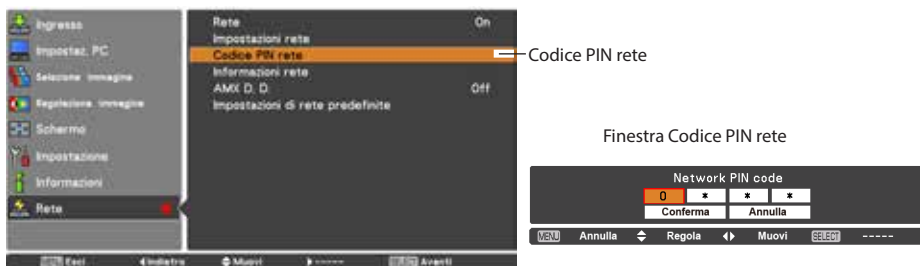 Ingresso
Impostaz. PC
Selezione immagine
Regolazione immagine
Schermo
Impostazione
Informazioni
Rete
Rete On
Impostazioni rete
Codice PIN rete
Informazioni rete
AMX D. D. Off
Impostazioni di rete predefinite
MENU Esci Indietro Muovi ----- SELECT Avanti
Codice PIN rete
Finestra Codice PIN rete
Network PIN code
0 * * *
Conferma Annulla
MENU Annulla Regola Muovi SELECT -----